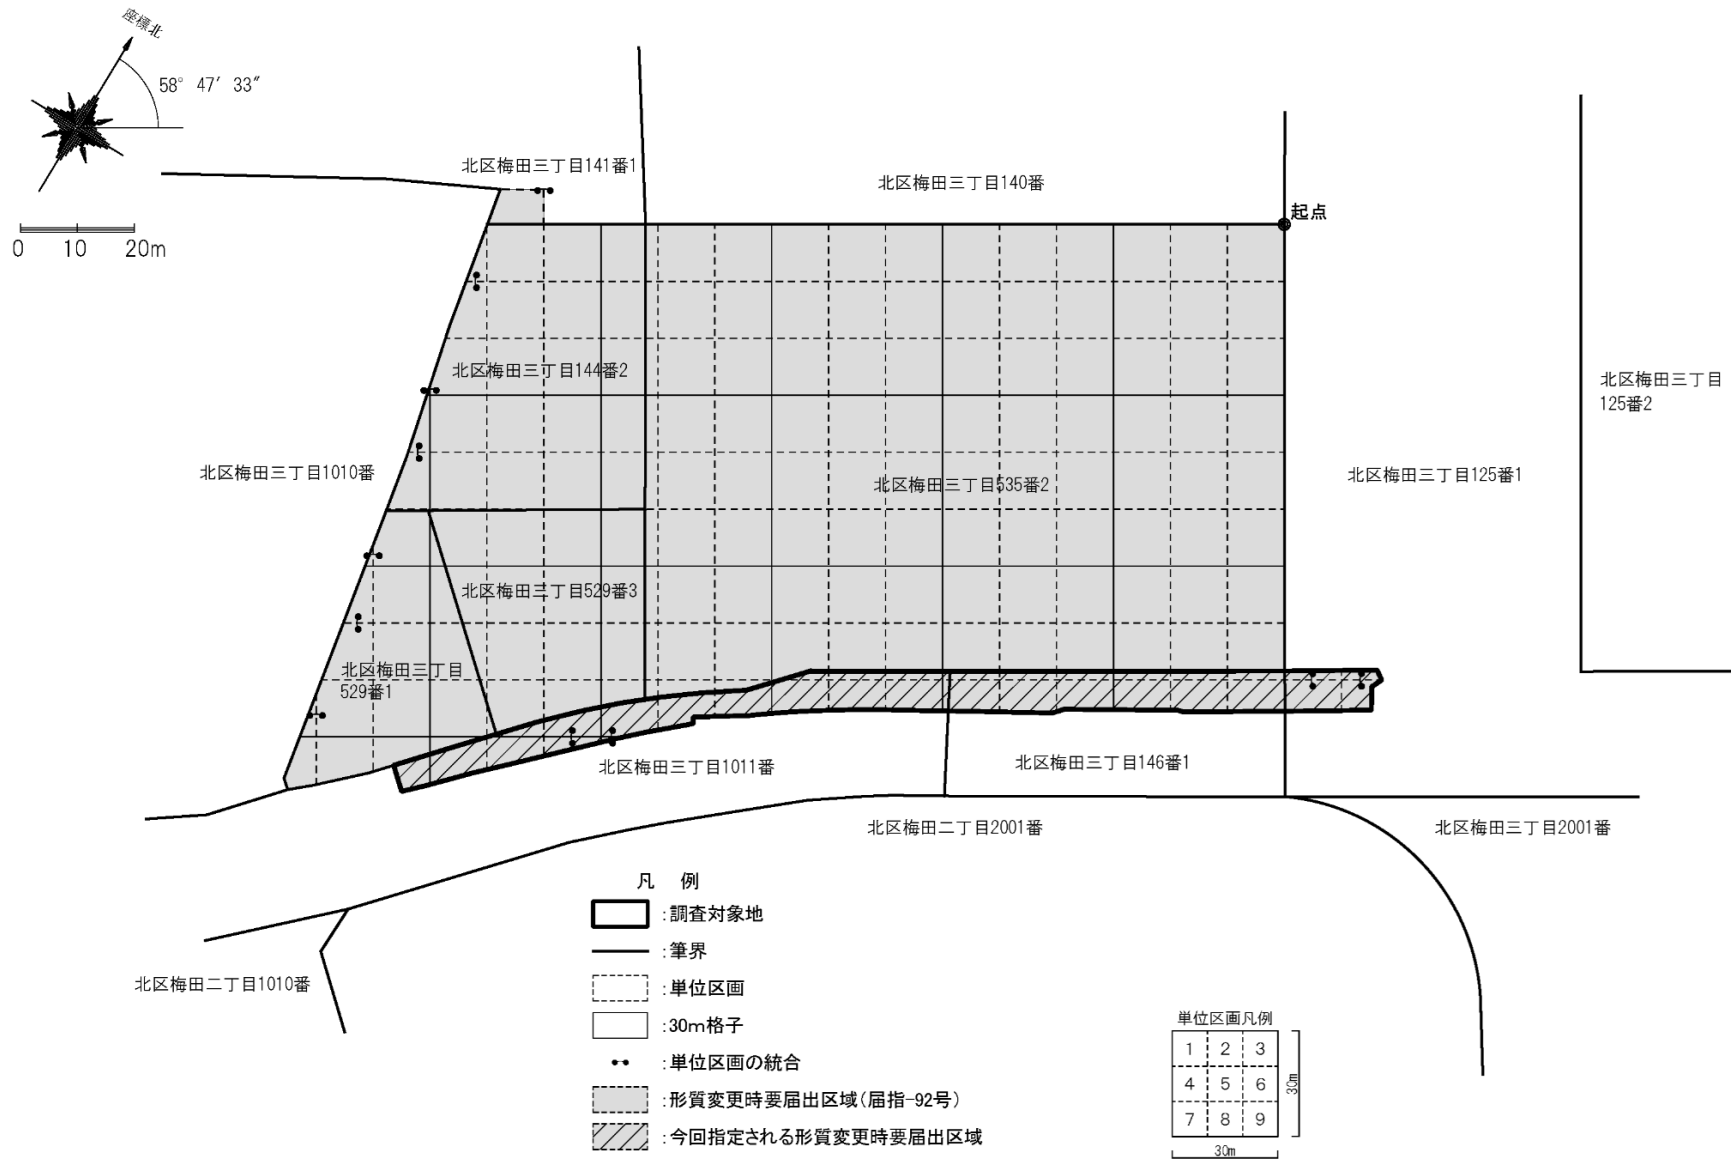 座標北
58° 47′ 33″
0 10 20m
北区梅田三丁目141番1
北区梅田三丁目140番
起点
北区梅田三丁目144番2
北区梅田三丁目
125番2
北区梅田三丁目1010番
北区梅田三丁目535番2
北区梅田三丁目125番1
北区梅田三丁目529番3
北区梅田三丁目
529番1
北区梅田三丁目1011番
北区梅田三丁目146番1
北区梅田二丁目2001番
北区梅田三丁目2001番
北区梅田二丁目1010番
凡 例
:調査対象地
:筆界
:単位区画
:30m格子
:単位区画の統合
:形質変更時要届出区域(届指-92号)
:今回指定される形質変更時要届出区域
単位区画凡例
1 2 3
4 5 6
7 8 9
30m
30m